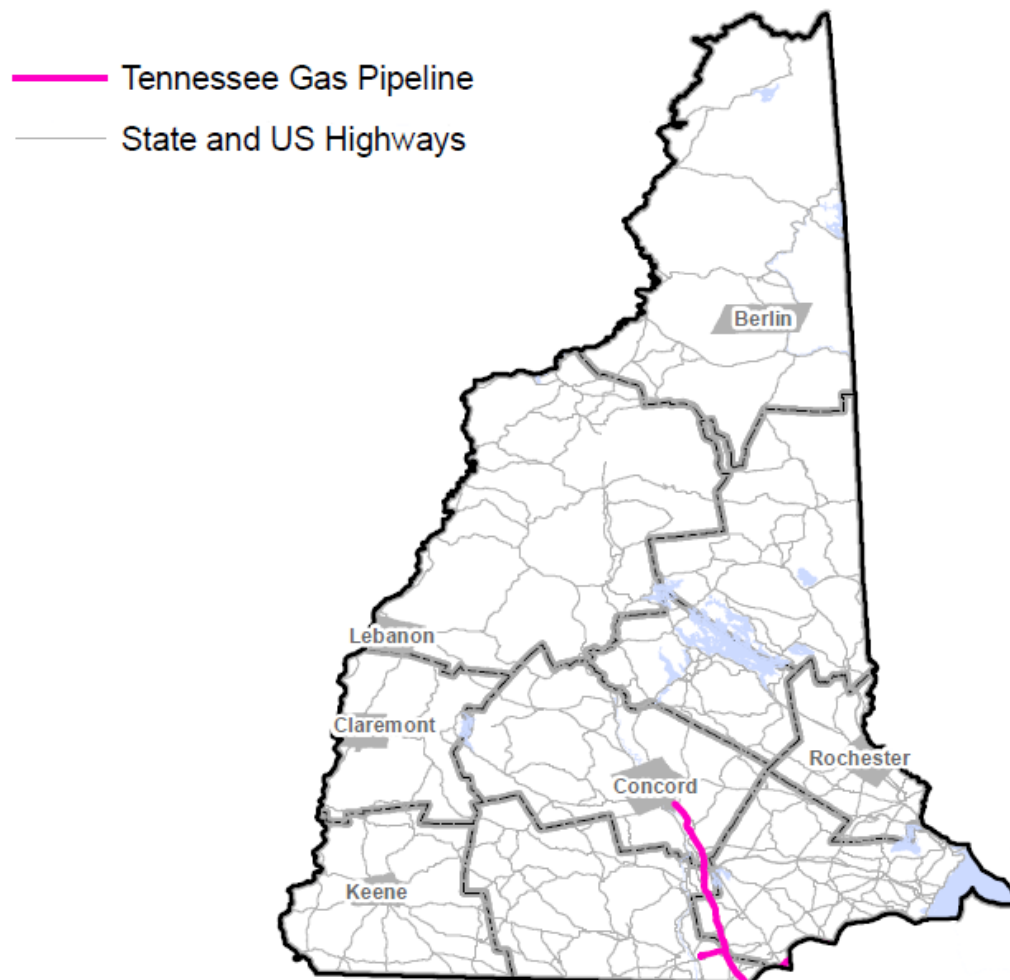 Tennessee Gas Pipeline
State and US Highways
Berlin
Lebanon
Claremont
Rochester
Concord
Keene